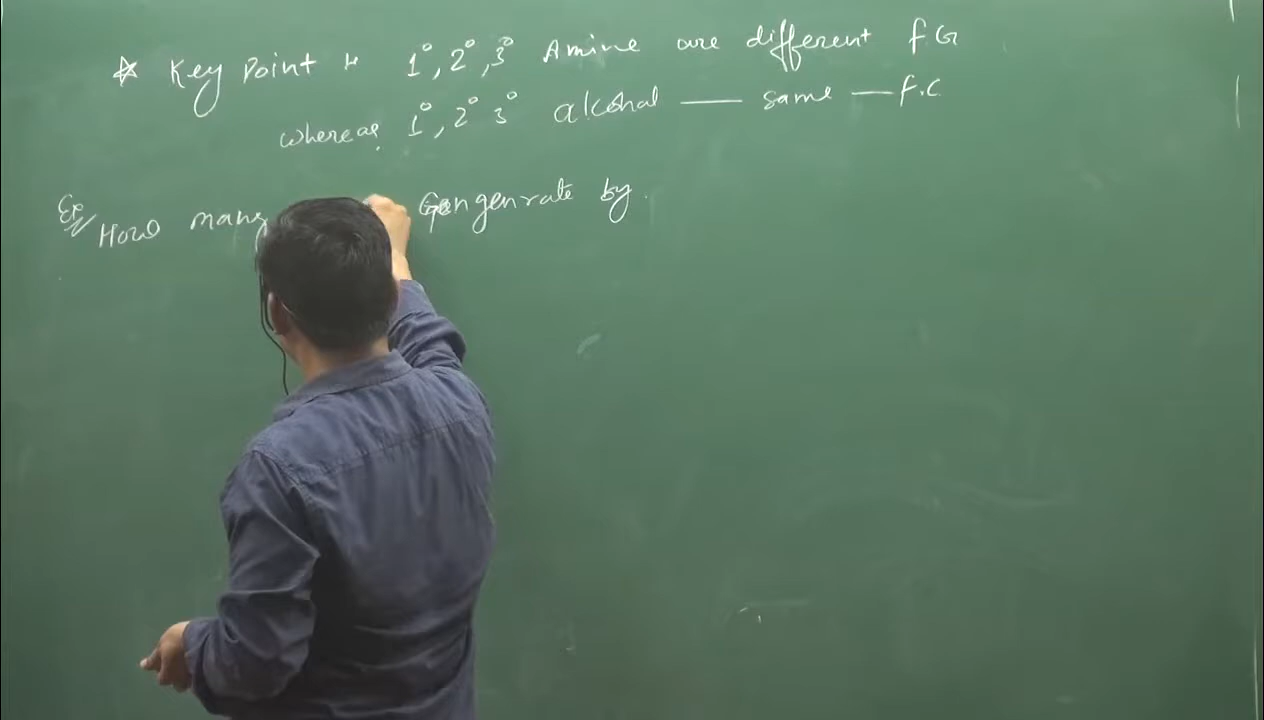 Key Point 1°, 2°, 3° Amine are different FG
whereas 1°, 2° 3° alcohal — same — F.C
Ex/ How many genrate by